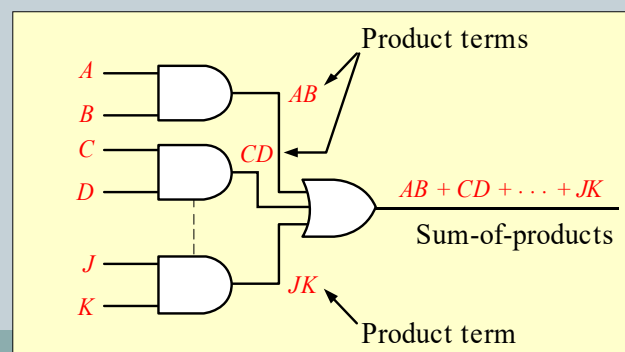 Product terms
A
AB
B
C
CD
D
AB + CD + . . . + JK
Sum-of-products
J
JK
K
Product term